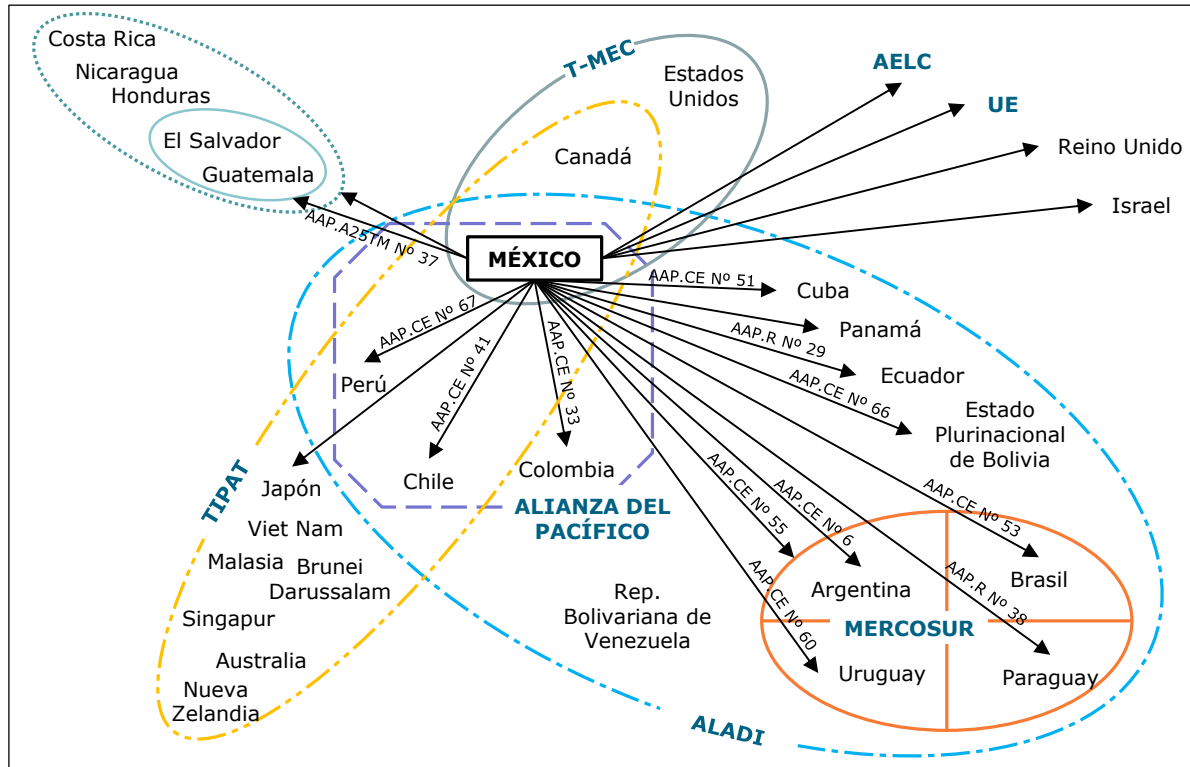 Costa Rica
Nicaragua
Honduras
El Salvador
Guatemala
T-MEC
Estados
Unidos
Canadá
AELC
UE
Reino Unido
Israel
AAP.A25TM Nº 37
MÉXICO
AAP.CE Nº 51
Cuba
Panamá
AAP.R Nº 29
Ecuador
AAP.CE Nº 66
Estado
Plurinacional
de Bolivia
AAP.CE Nº 67
Perú
AAP.CE Nº 41
Chile
AAP.CE Nº 33
Colombia
ALIANZA DEL
PACÍFICO
TIPAT
Japón
Viet Nam
Malasia
Brunei
Darussalam
Singapur
Australia
Nueva
Zelandia
Rep.
Bolivariana de
Venezuela
AAP.CE Nº 55
AAP.CE Nº 6
AAP.CE Nº 53
AAP.R Nº 38
AAP.CE Nº 60
Argentina
Brasil
MERCOSUR
Uruguay
Paraguay
ALADI